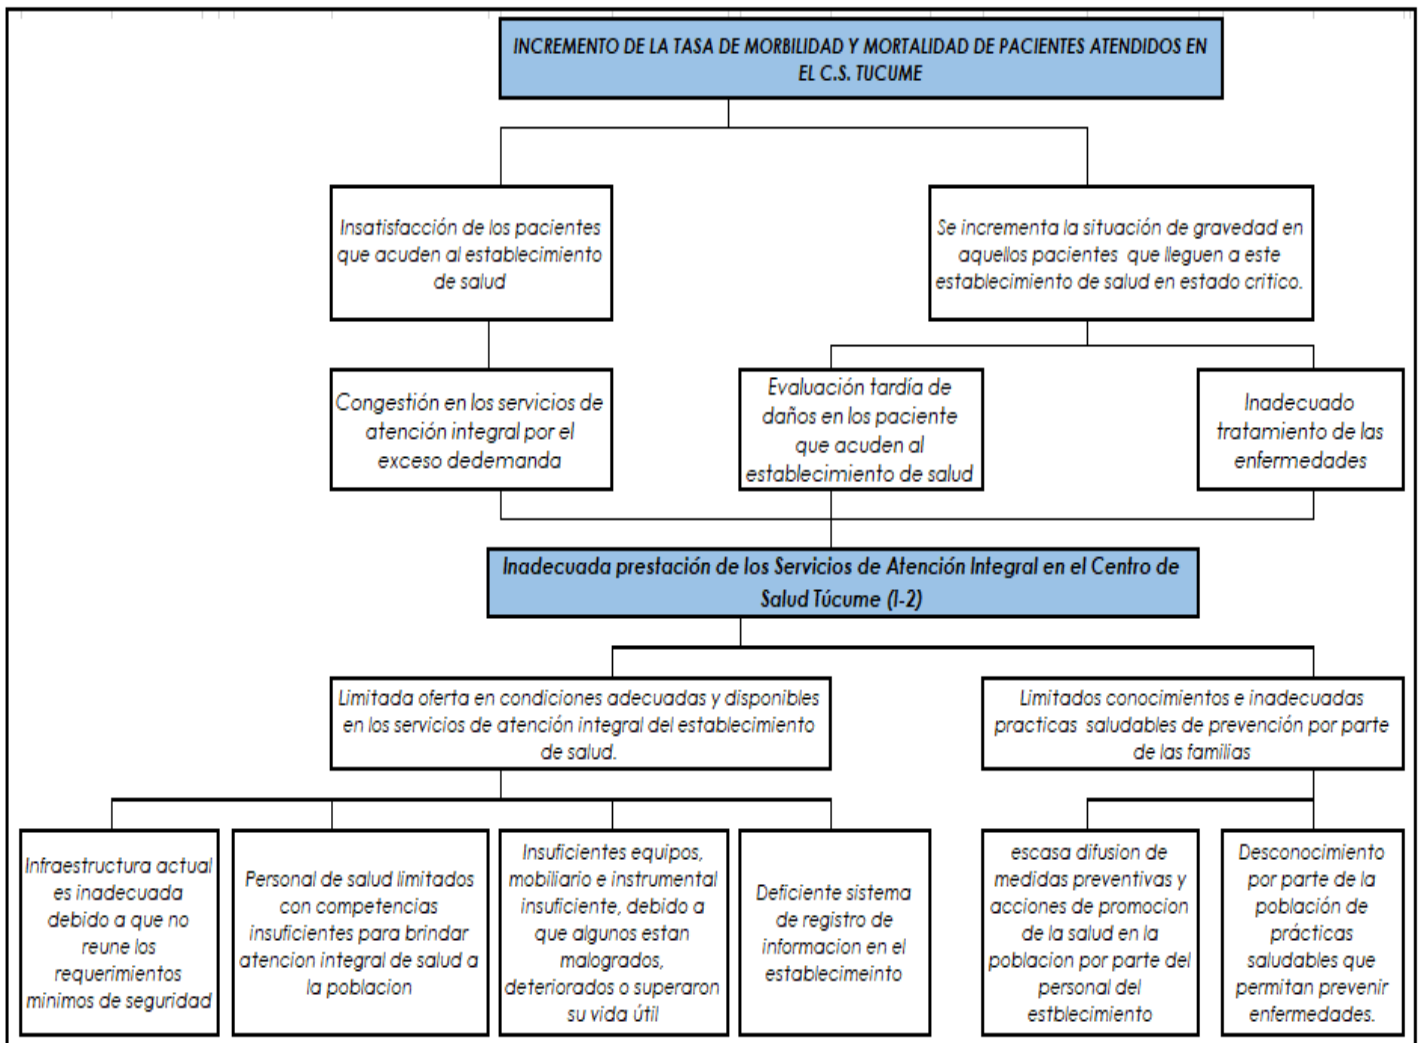 INCREMENTO DE LA TASA DE MORBILIDAD Y MORTALIDAD DE PACIENTES ATENDIDOS EN
EL C.S. TUCUME
Insatisfacción de los pacientes
que acuden al establecimiento
de salud
Se incrementa la situación de gravedad en
aquellos pacientes que lleguen a este
establecimiento de salud en estado critico.
Congestión en los servicios de
atención integral por el
exceso dedemanda
Evaluación tardía de
daños en los paciente
que acuden al
establecimiento de salud
Inadecuado
tratamiento de las
enfermedades
Inadecuada prestación de los Servicios de Atención Integral en el Centro de
Salud Túcume (I-2)
Limitada oferta en condiciones adecuadas y disponibles
en los servicios de atención integral del establecimiento
de salud.
Limitados conocimientos e inadecuadas
practicas saludables de prevención por parte
de las familias
Infraestructura actual
es inadecuada
debido a que no
reune los
requerimientos
minimos de seguridad
Personal de salud limitados
con competencias
insuficientes para brindar
atencion integral de salud a
la poblacion
Insuficientes equipos,
mobiliario e instrumental
insuficiente, debido a
que algunos estan
malogrados,
deteriorados o superaron
su vida útil
Deficiente sistema
de registro de
informacion en el
establecimeinto
escasa difusion de
medidas preventivas y
acciones de promocion
de la salud en la
poblacion por parte del
personal del
estblecimiento
Desconocimiento
por parte de la
población de
prácticas
saludables que
permitan prevenir
enfermedades.